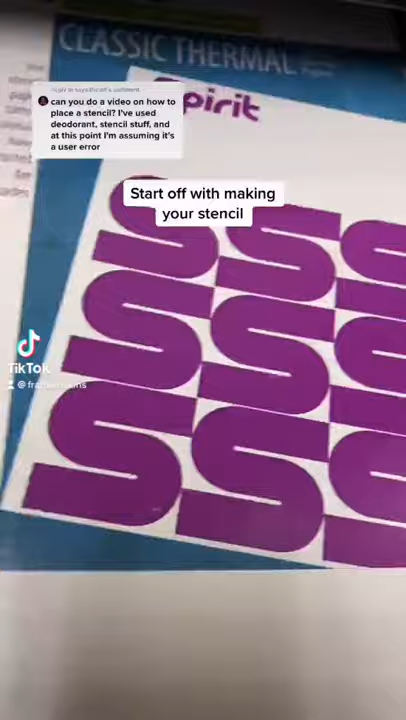 CLASSIC THERMAL
Spirit
can you do a video on how to
place a stencil? I've used
deodorant, stencil stuff, and
at this point I'm assuming it's
a user error
Start off with making
your stencil
TikTok